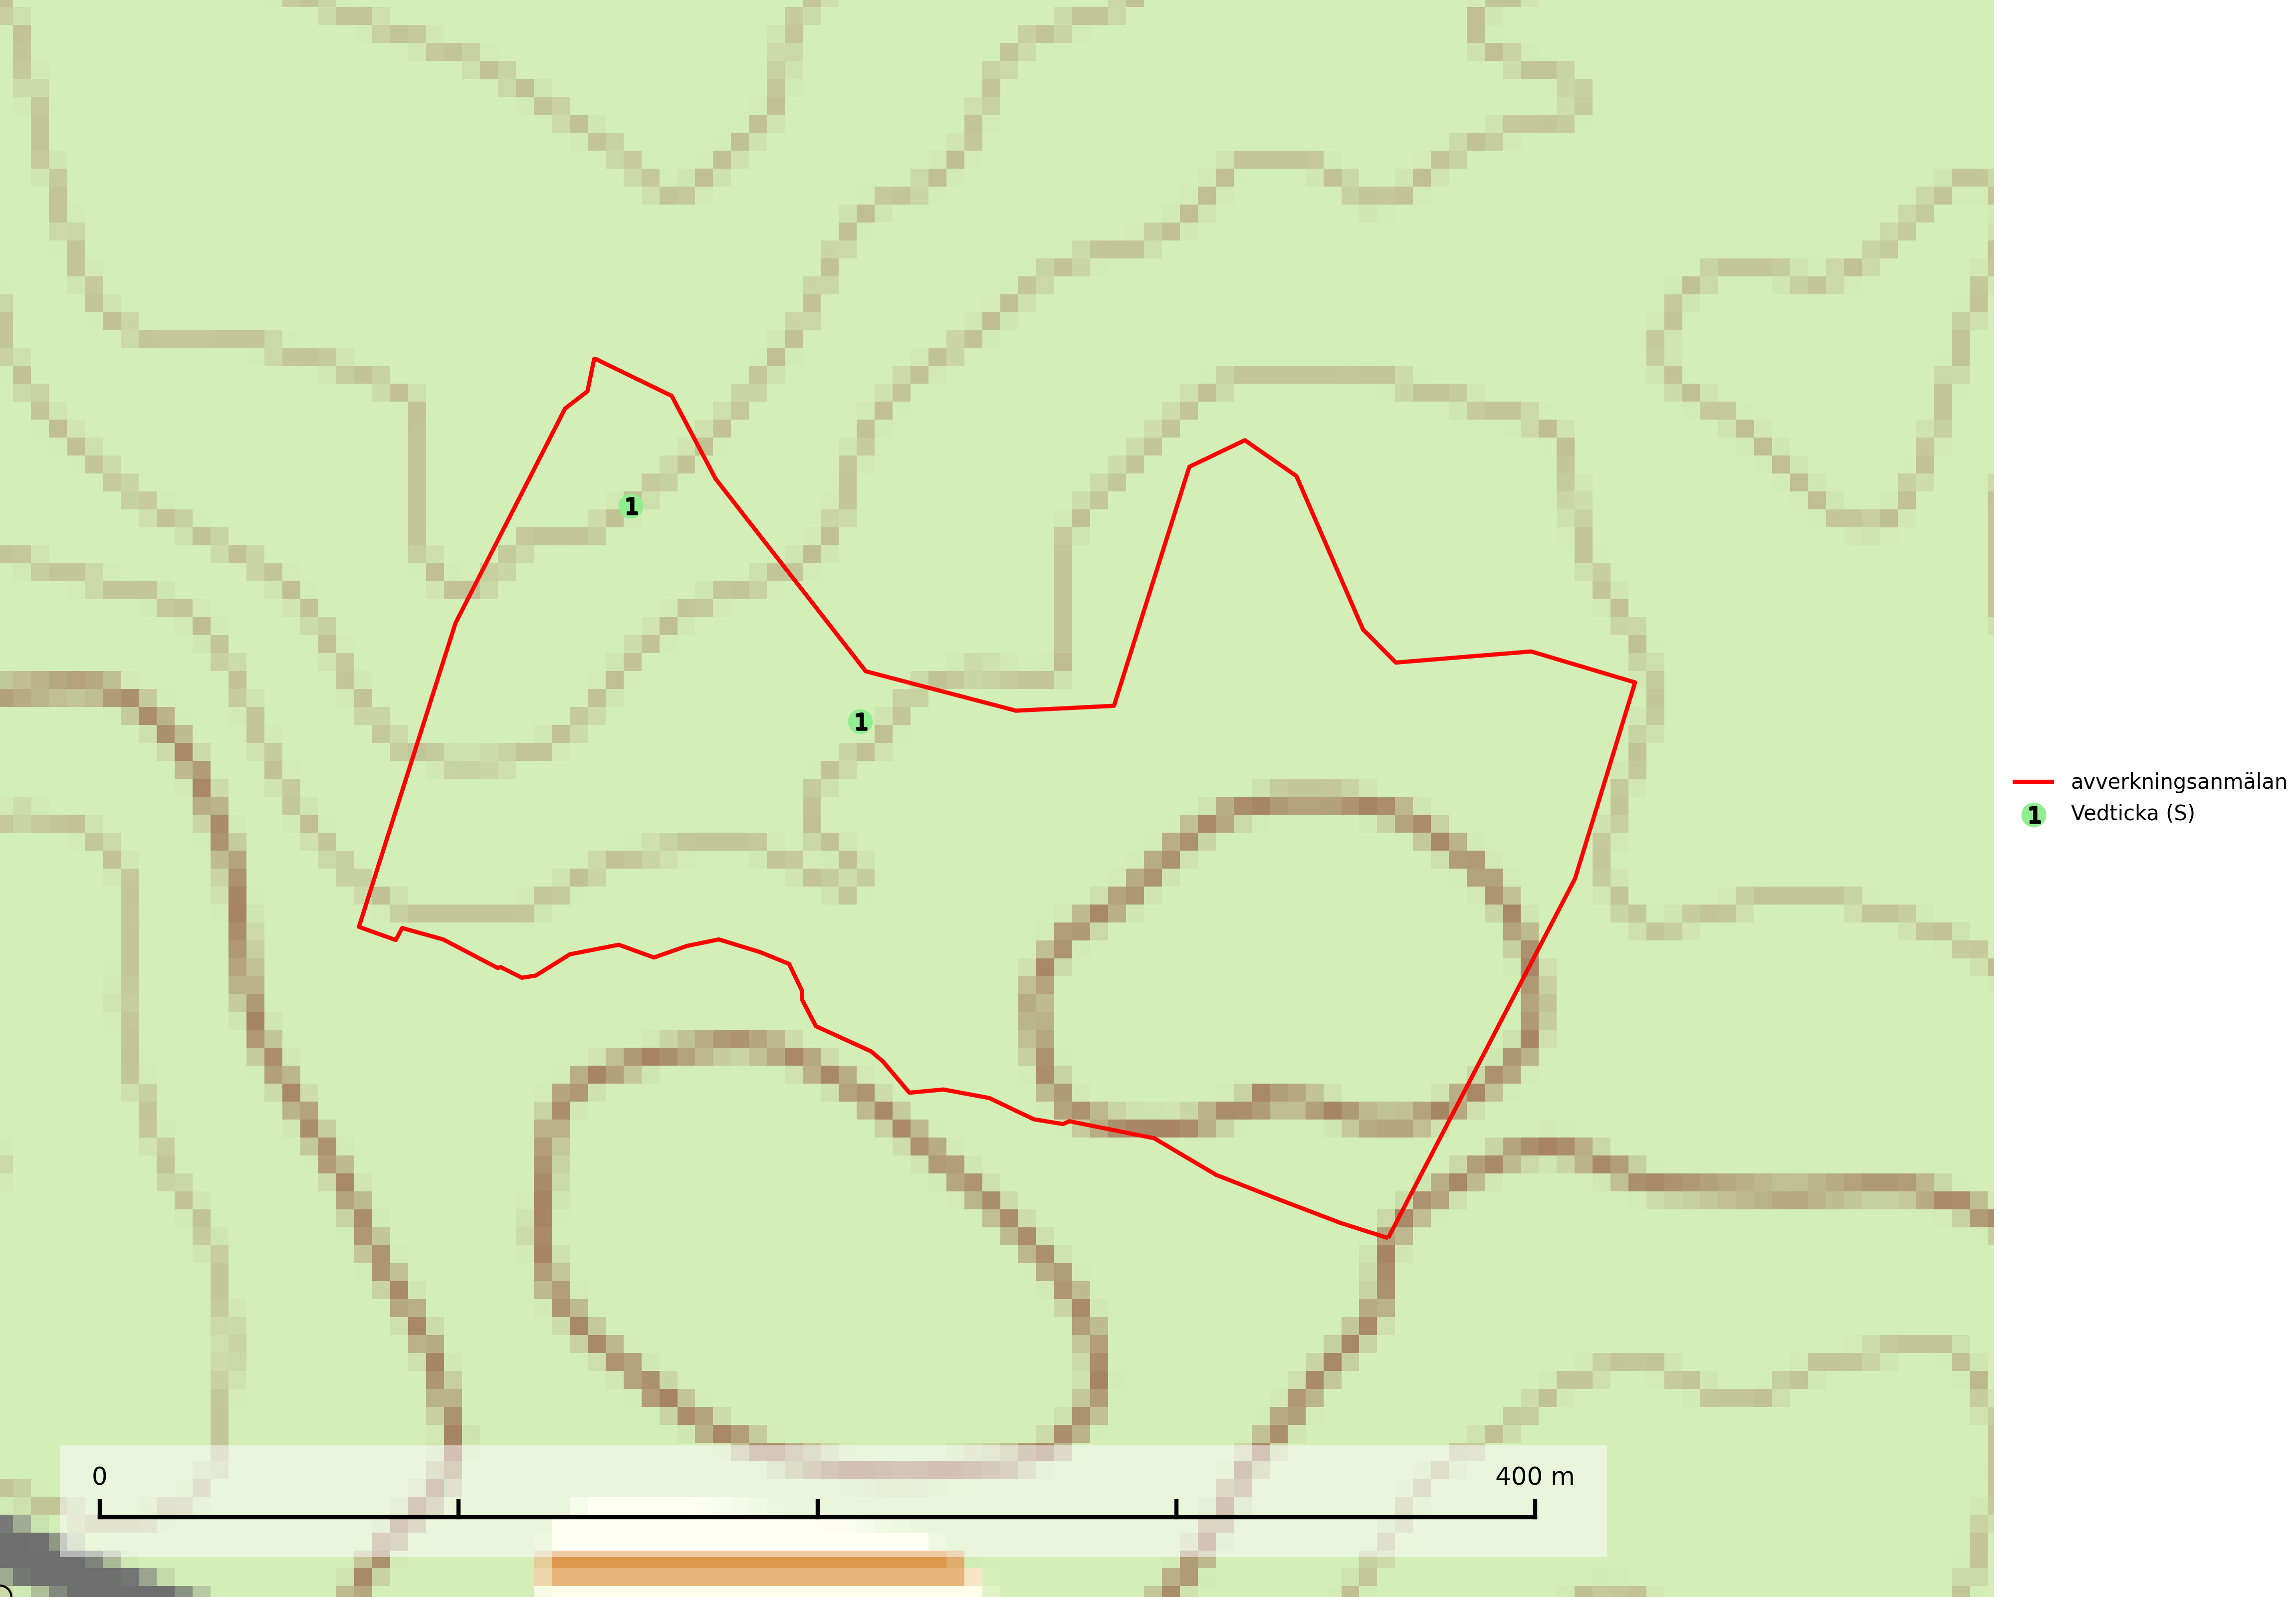 1
1
avverkningsanmälan
1 Vedticka (S)
0 400 m